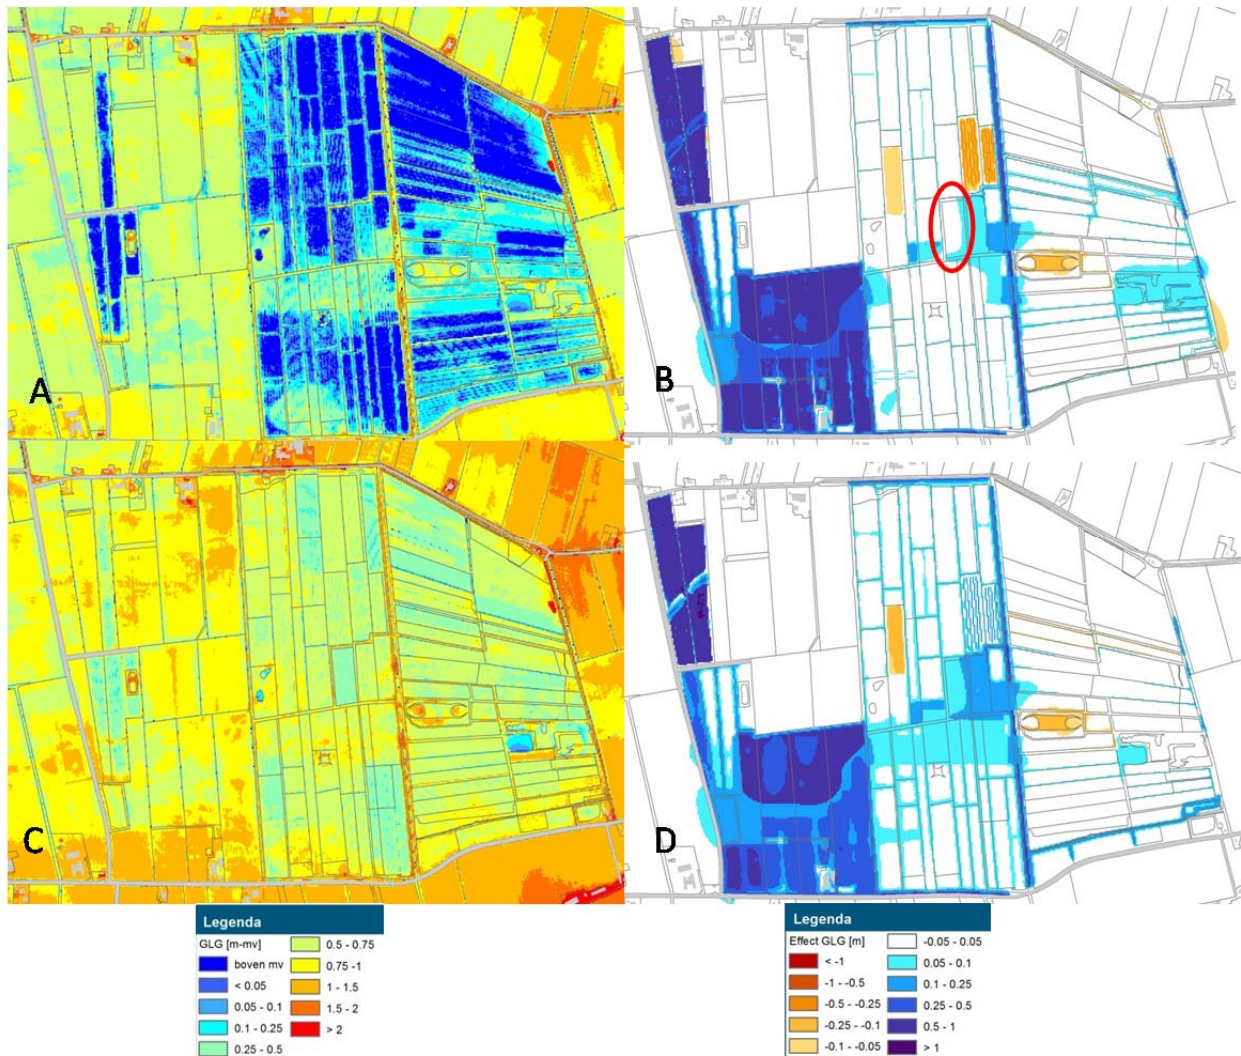 A
B
C
D
Legenda
GLG [m-mv]
boven mv
< 0.05
0.05 - 0.1
0.1 - 0.25
0.25 - 0.5
0.5 - 0.75
0.75 -1
1 - 1.5
1.5 - 2
> 2
Legenda
Effect GLG [m]
< -1
-1 - -0.5
-0.5 - -0.25
-0.25 - -0.1
-0.1 - -0.05
-0.05 - 0.05
0.05 - 0.1
0.1 - 0.25
0.25 - 0.5
0.5 - 1
> 1